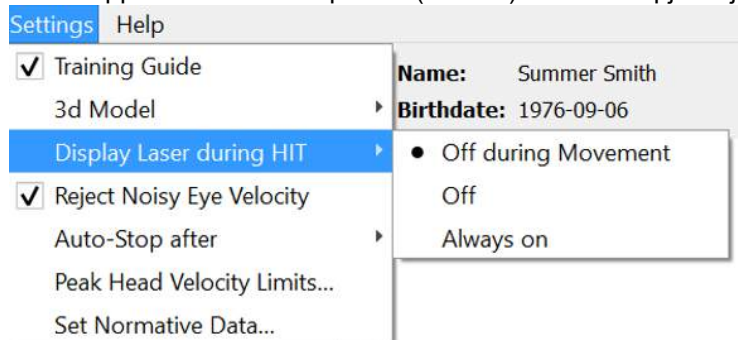 Settings Help
Training Guide
Name: Summer Smith
3d Model
Birthdate: 1976-09-06
Display Laser during HIT
Off during Movement
Reject Noisy Eye Velocity
Off
Auto-Stop after
Always on
Peak Head Velocity Limits...
Set Normative Data...